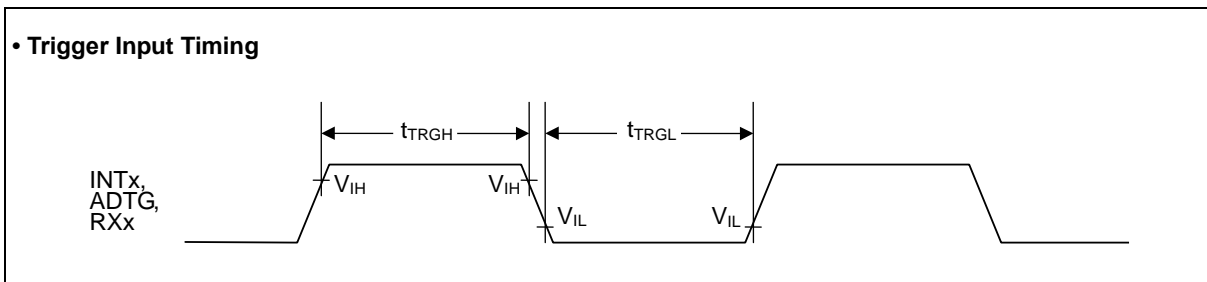 • Trigger Input Timing
tTRGH
tTRGL
INTx,
ADTG,
RXx
VIH
VIH
VIL
VIL